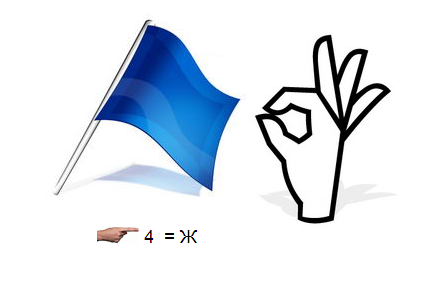 4 = Ж